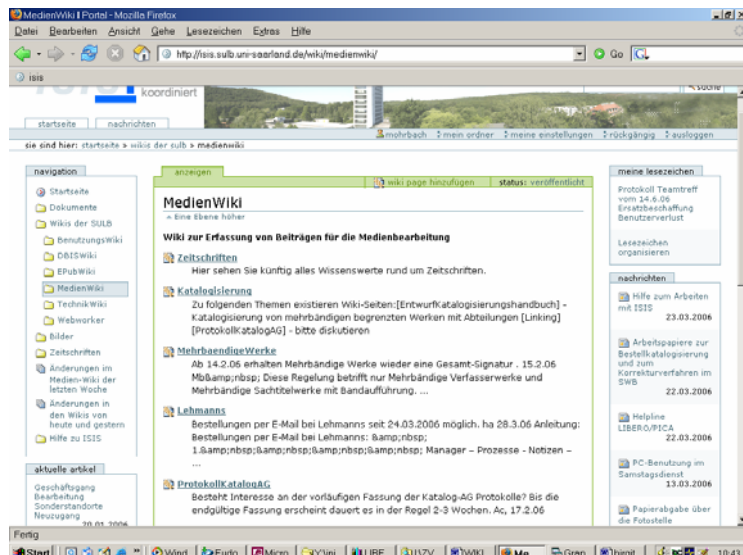 MedienWiki II Portal - Mozilla Firefox
Datei Bearbeiten Ansicht Gehe Lesezeichen Extras Hilfe
http://isis.sulb.uni-saarland.de/wiki/medienwiki/
Go
isis
koordiniert
suche
startseite nachrichten
mohrbach mein ordner meine einstellungen rückgängig ausloggen
sie sind hier: startseite » wikis der sulb » medienwiki
navigation
Startseite
Dokumente
Wikis der SULB
BenutzungsWiki
DBISWiki
EPubWiki
MedienWiki
TechnikWiki
Webworker
Bilder
Zeitschriften
Änderungen im
Medien-Wiki der
letzten Woche
Änderungen in
den Wikis von
heute und gestern
Hilfe zu ISIS
aktuelle artikel
Geschäftsgang
Bearbeitung
Sonderstandorte
Neuzugang
20.01.2006
anzeigen
wiki page hinzufügen status: veröffentlicht
MedienWiki
Eine Ebene höher
Wiki zur Erfassung von Beiträgen für die Medienbearbeitung
Zeitschriften
Hier sehen Sie künftig alles Wissenswerte rund um Zeitschriften.
Katalogisierung
Zu folgenden Themen existieren Wiki-Seiten:[EntwurfKatalogisierungshandbuch] -
Katalogisierung von mehrbändigen begrenzten Werken mit Abteilungen [Linking]
[ProtokollKatalogAG] - bitte diskutieren
MehrbaendigeWerke
Ab 14.2.06 erhalten Mehrbändige Werke wieder eine Gesamt-Signatur . 15.2.06
Mb&amp;nbsp; Diese Regelung betrifft nur Mehrbändige Verfasserwerke und
Mehrbändige Sachtitelwerke mit Bandaufführung. ...
Lehmanns
Bestellungen per E-Mail bei Lehmanns seit 24.03.2006 möglich. ha 28.3.06 Anleitung:
Bestellungen per E-Mail bei Lehmanns: &amp;nbsp;
1.&amp;nbsp;&amp;nbsp;&amp;nbsp;&amp;nbsp; Manager – Prozesse - Notizen –
...
ProtokollKatalogAG
Besteht Interesse an der vorläufigen Fassung der Katalog-AG Protokolle? Bis die
endgültige Fassung erscheint dauert es in der Regel 2-3 Wochen. Ac, 17.2.06
meine lesezeichen
Protokoll Teamtreff
vom 14.6.06
Ersatzbeschaffung
Benutzerverlust
Lesezeichen
organisieren
nachrichten
Hilfe zum Arbeiten
mit ISIS
23.03.2006
Arbeitspapiere zur
Bestellkatalogisierung
und zum
Korrekturverfahren im
SWB
22.03.2006
Helpline
LIBERO/PICA
22.03.2006
PC-Benutzung im
Samstagsdienst
13.03.2006
Papierabgabe über
die Fotostelle
Fertig
Start Wind Eudo Micro LIBE WIKI Me Grap birgit